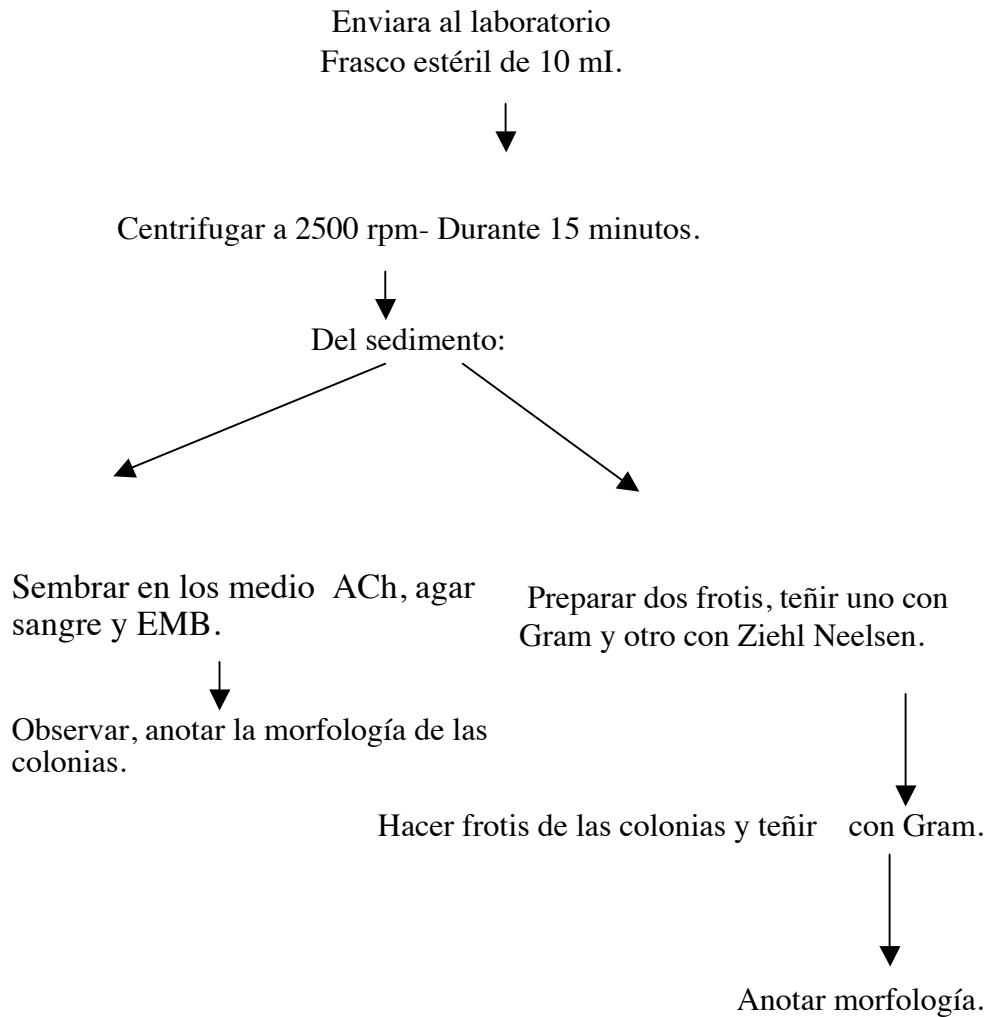 Enviara al laboratorio
Frasco estéril de 10 mI.
Centrifugar a 2500 rpm- Durante 15 minutos.
Del sedimento:
Sembrar en los medio ACh, agar
sangre y EMB.
Preparar dos frotis, teñir uno con
Gram y otro con Ziehl Neelsen.
Observar, anotar la morfología de las
colonias.
Hacer frotis de las colonias y teñir con Gram.
Anotar morfología.